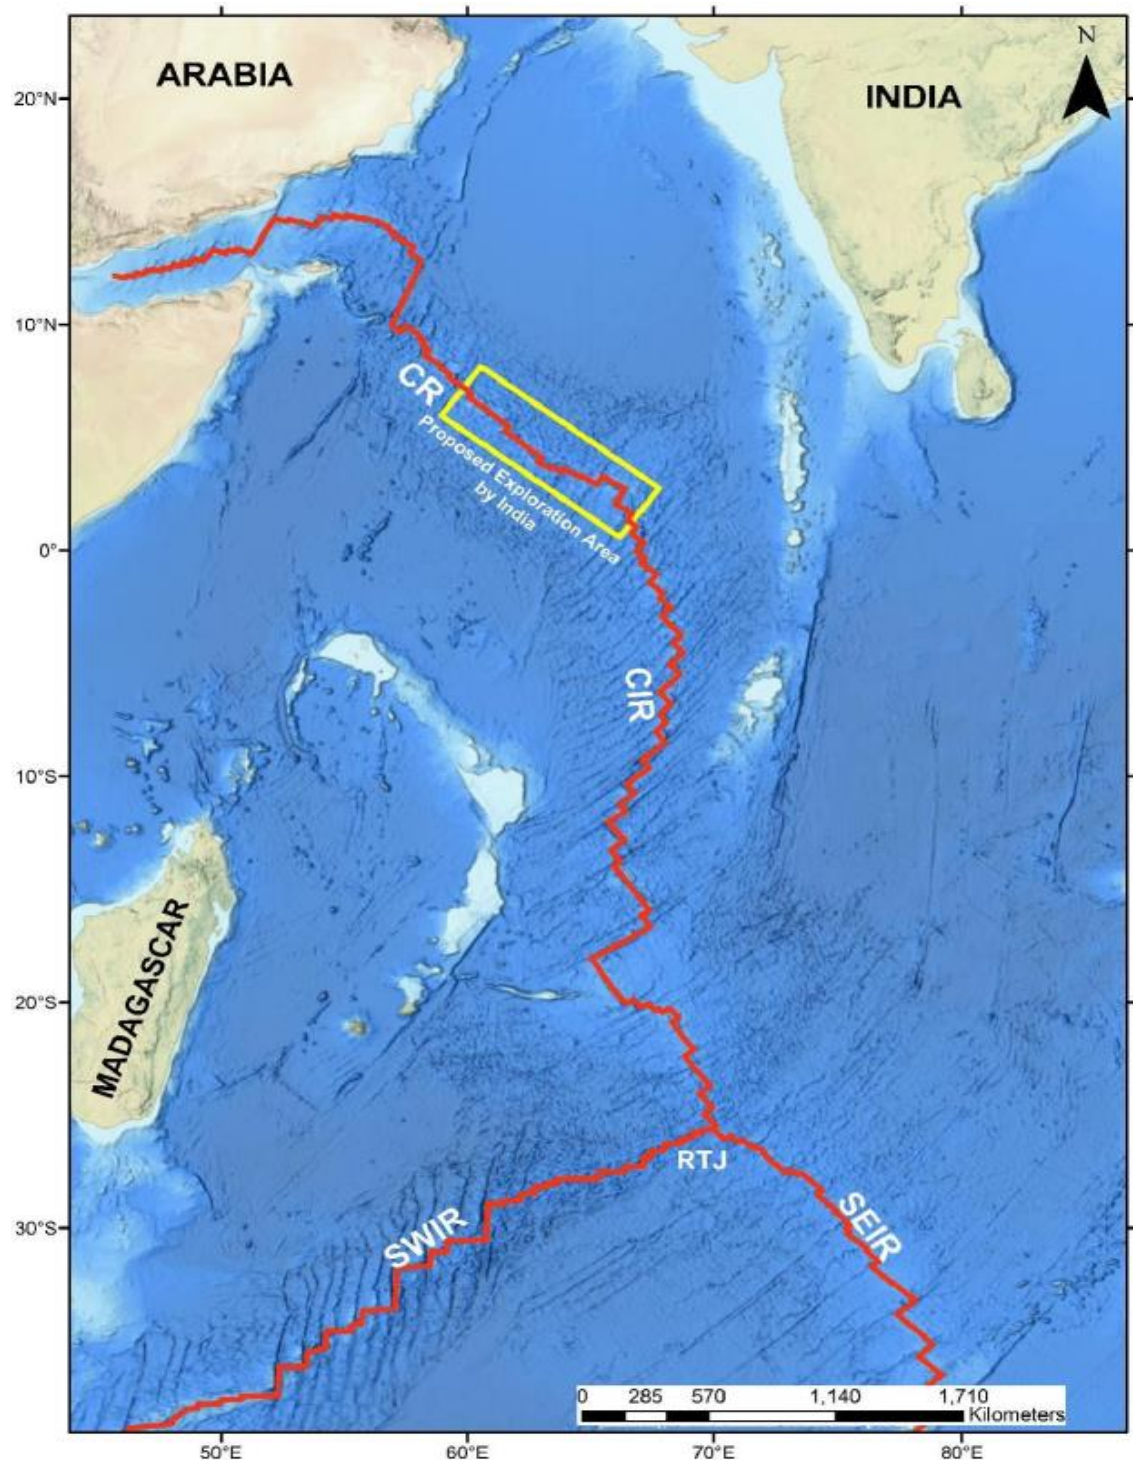 N
ARABIA
INDIA
20°N
10°N
CR
Proposed Exploration Area
by India
0°
CIR
10°S
MADAGASCAR
20°S
RTJ
SWIR
SEIR
30°S
0 285 570 1,140 1,710
Kilometers
50°E 60°E 70°E 80°E